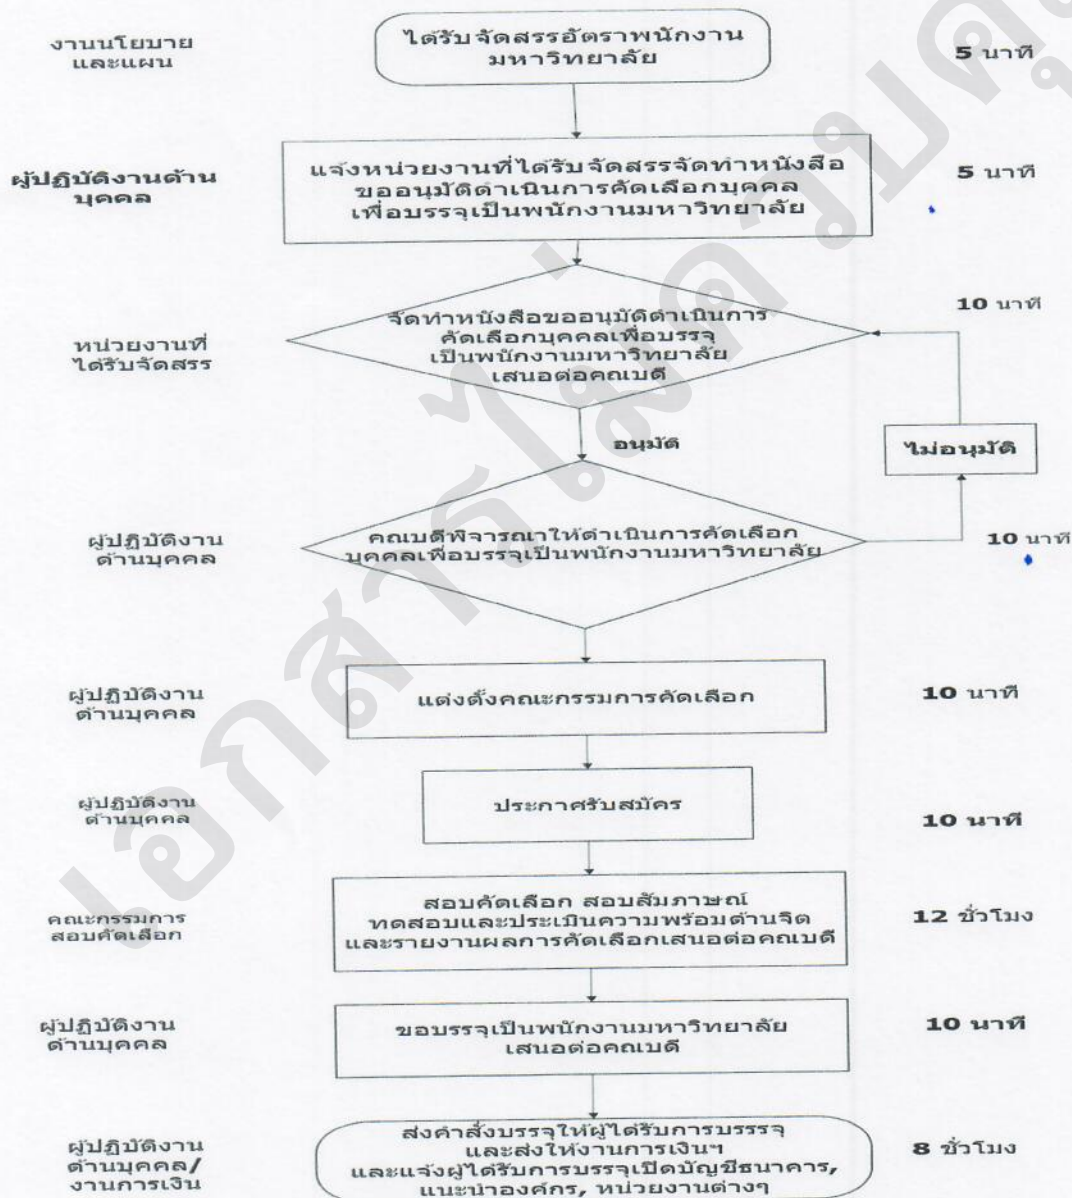 งานนโยบาย
และแผน
ได้รับจัดสรรอัตราพนักงาน
มหาวิทยาลัย
5 นาที
ผู้ปฏิบัติงานด้าน
บุคคล
แจ้งหน่วยงานที่ได้รับจัดสรรจัดทำหนังสือ
ขออนุมัติดำเนินการคัดเลือกบุคคล
เพื่อบรรจุเป็นพนักงานมหาวิทยาลัย
5 นาที
หน่วยงานที่
ได้รับจัดสรร
จัดทำหนังสือขออนุมัติดำเนินการ
คัดเลือกบุคคลเพื่อบรรจุ
เป็นพนักงานมหาวิทยาลัย
เสนอต่อคณบดี
10 นาที
อนุมัติ
ไม่อนุมัติ
ผู้ปฏิบัติงาน
ด้านบุคคล
คณบดีพิจารณาให้ดำเนินการคัดเลือก
บุคคลเพื่อบรรจุเป็นพนักงานมหาวิทยาลัย
10 นาที
ผู้ปฏิบัติงาน
ด้านบุคคล
แต่งตั้งคณะกรรมการคัดเลือก
10 นาที
ผู้ปฏิบัติงาน
ด้านบุคคล
ประกาศรับสมัคร
10 นาที
คณะกรรมการ
สอบคัดเลือก
สอบคัดเลือก สอบสัมภาษณ์
ทดสอบและประเมินความพร้อมด้านจิต
และรายงานผลการคัดเลือกเสนอต่อคณบดี
12 ชั่วโมง
ผู้ปฏิบัติงาน
ด้านบุคคล
ขอบรรจุเป็นพนักงานมหาวิทยาลัย
เสนอต่อคณบดี
10 นาที
ผู้ปฏิบัติงาน
ด้านบุคคล/
งานการเงิน
ส่งคำสั่งบรรจุให้ผู้ได้รับการบรรรจุ
และส่งให้งานการเงินฯ
และแจ้งผู้ได้รับการบรรจุเปิดบัญชีธนาคาร,
แนะนำองค์กร, หน่วยงานต่างๆ
8 ชั่วโมง
เอกสารไม่ควบคุม